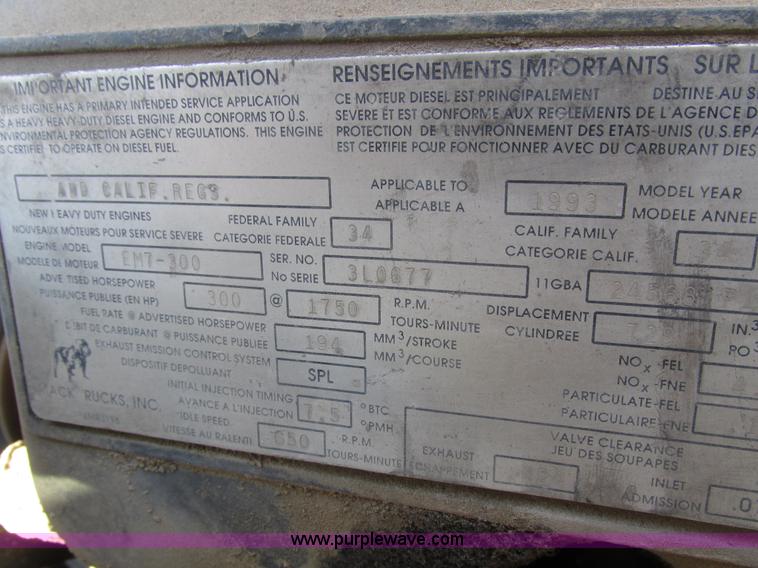 IMPORTANT ENGINE INFORMATION
THIS ENGINE HAS A PRIMARY INTENDED SERVICE APPLICATION
AS A HEAVY HEAVY-DUTY DIESEL ENGINE AND CONFORMS TO U.S.
ENVIRONMENTAL PROTECTION AGENCY REGULATIONS. THIS ENGINE
IS CERTIFIED TO OPERATE ON DIESEL FUEL.
RENSEIGNEMENTS IMPORTANTS SUR L
CE MOTEUR DIESEL EST PRINCIPALEMENT DESTINE AU SE
SEVERE ET EST CONFORME AUX REGLEMENTS DE L'AGENCE D
PROTECTION DE L'ENVIRONNEMENT DES ETATS-UNIS (U.S.EPA
EST CERTIFIE POUR FONCTIONNER AVEC DU CARBURANT DIES
AND CALIF.REGS.
APPLICABLE TO
APPLICABLE A
1993
MODEL YEAR
MODELE ANNEE
NEW HEAVY DUTY ENGINES
NOUVEAUX MOTEURS POUR SERVICE SEVERE
FEDERAL FAMILY
CATEGORIE FEDERALE
34
CALIF. FAMILY
CATEGORIE CALIF.
ENGINE MODEL
MODELE DE MOTEUR
EM7-300
SER. NO.
No SERIE
3L0677
11GBA
ADVERTISED HORSEPOWER
PUISSANCE PUBLIEE (EN HP)
300
@
1750
R.P.M.
TOURS-MINUTE
DISPLACEMENT
CYLINDREE
728
IN.3
FUEL RATE @ ADVERTISED HORSEPOWER
DEBIT DE CARBURANT @ PUISSANCE PUBLIEE
194
MM3/STROKE
MM3/COURSE
NOx-FEL
NOx-FNE
EXHAUST EMISSION CONTROL SYSTEM
DISPOSITIF DEPOLLUANT
SPL
PARTICULATE-FEL
PARTICULAIRE-FNE
MACK TRUCKS, INC.
INITIAL INJECTION TIMING
AVANCE A L'INJECTION
7.5
°BTC
°PMH
IDLE SPEED
VITESSE AU RALENTI
650
R.P.M.
TOURS-MINUTE
VALVE CLEARANCE
JEU DES SOUPAPES
EXHAUST
ECHAPPEMENT
INLET
ADMISSION
.0
www.purplewave.com